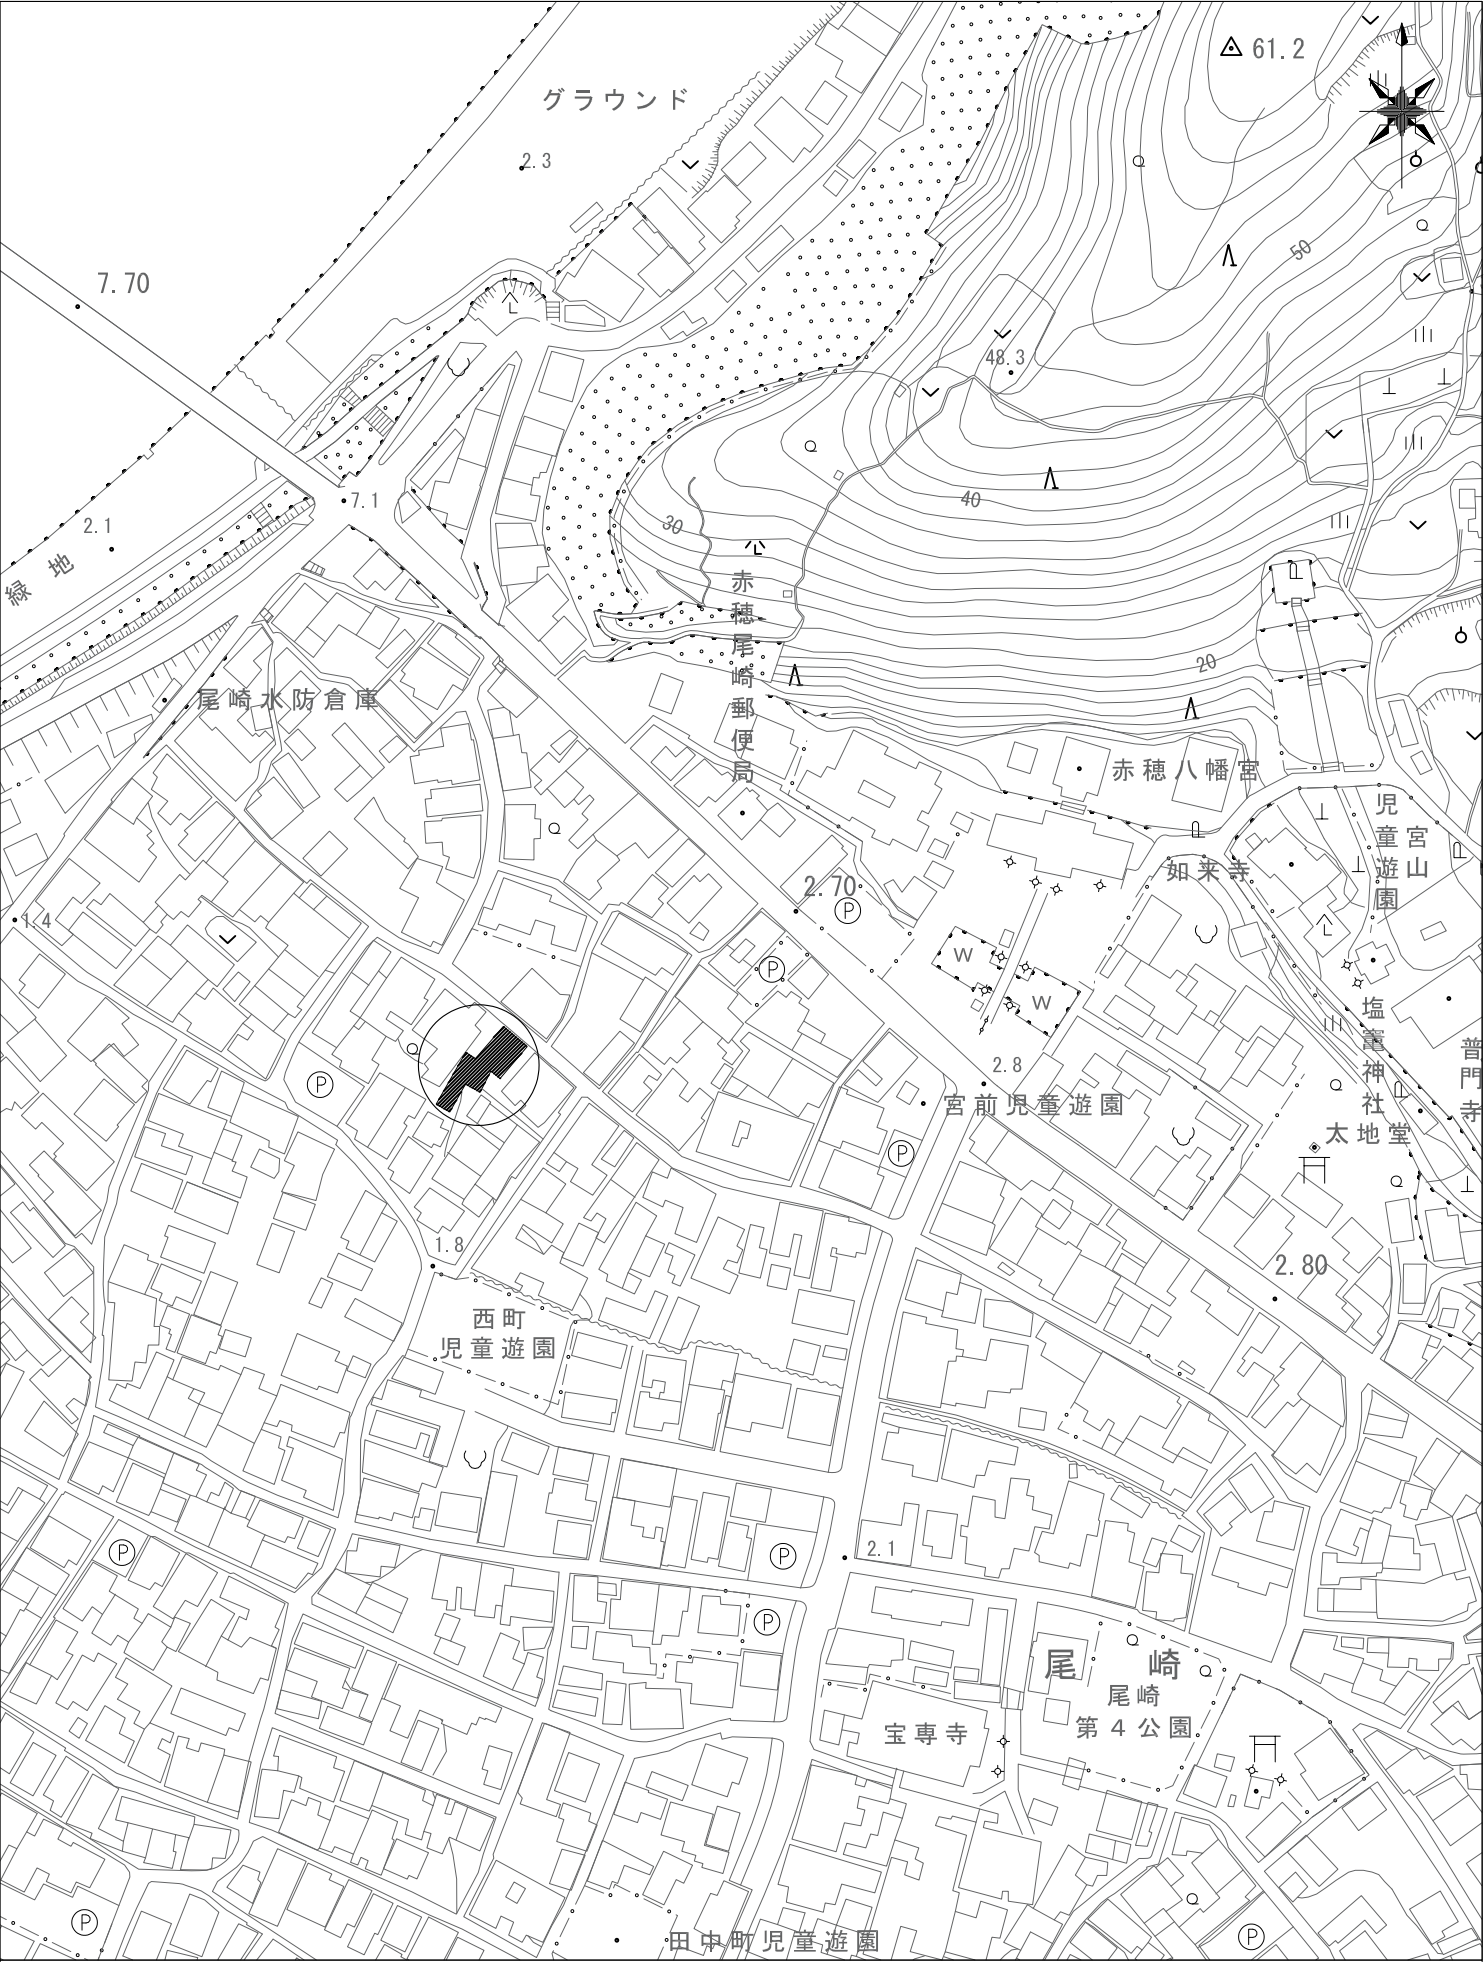 61.2
グラウンド
2.3
7.70
50
48.3
40
30
7.1
2.1
緑地
赤穂尾崎郵便局
20
尾崎水防倉庫
赤穂八幡宮
児童遊園
宮山
如来寺
2.70
P
1.4
P
W
W
塩竈神社
普門寺
2.8
P
宮前児童遊園
太地堂
P
1.8
2.80
西町
児童遊園
2.1
P
P
P
尾崎
尾崎
第4公園
宝専寺
P
田中町児童遊園
P